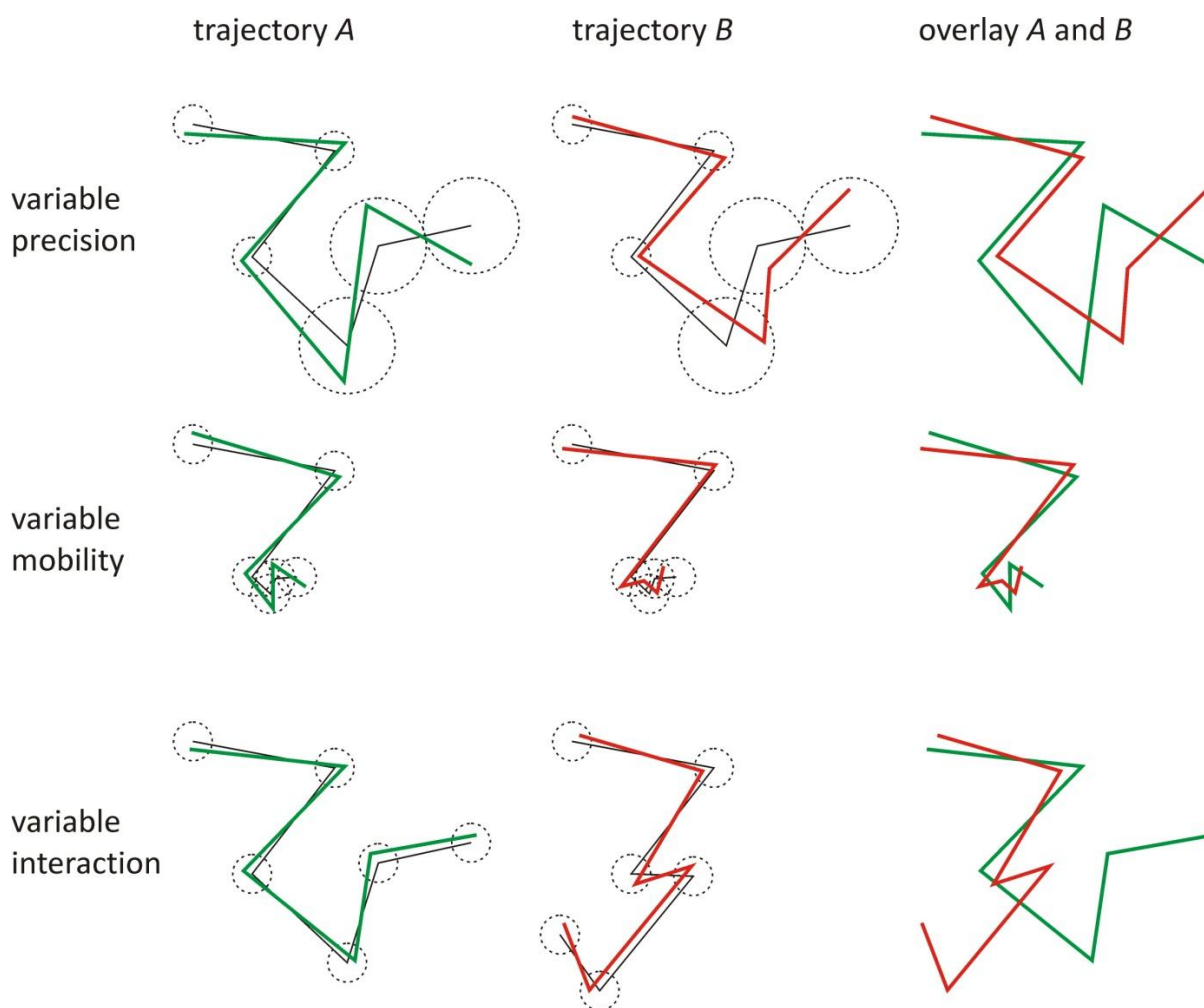 trajectory A
trajectory B
overlay A and B
variable
precision
variable
mobility
variable
interaction